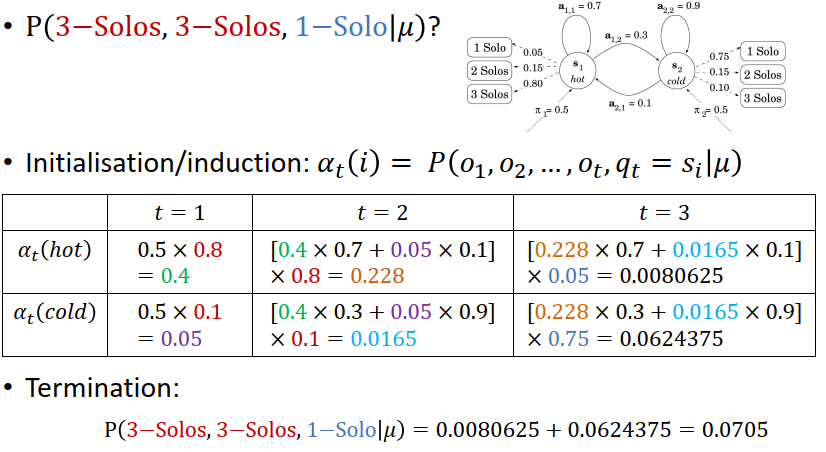 • P(3−Solos, 3−Solos, 1−Solo|μ)?
a1,1 = 0.7
a2,2 = 0.9
1 Solo
2 Solos
3 Solos
0.05
0.15
0.80
s1
hot
a1,2 = 0.3
a2,1 = 0.1
s2
cold
0.75
0.15
0.10
1 Solo
2 Solos
3 Solos
π1=0.5
π2=0.5
• Initialisation/induction: αt(i) = P(o1, o2, … , ot, qt = si|μ)
t = 1 t = 2 t = 3
αt(hot) 0.5 × 0.8 [0.4 × 0.7 + 0.05 × 0.1] [0.228 × 0.7 + 0.0165 × 0.1]
= 0.4 × 0.8 = 0.228 × 0.05 = 0.0080625
αt(cold) 0.5 × 0.1 [0.4 × 0.3 + 0.05 × 0.9] [0.228 × 0.3 + 0.0165 × 0.9]
= 0.05 × 0.1 = 0.0165 × 0.75 = 0.0624375
• Termination:
P(3−Solos, 3−Solos, 1−Solo|μ) = 0.0080625 + 0.0624375 = 0.0705